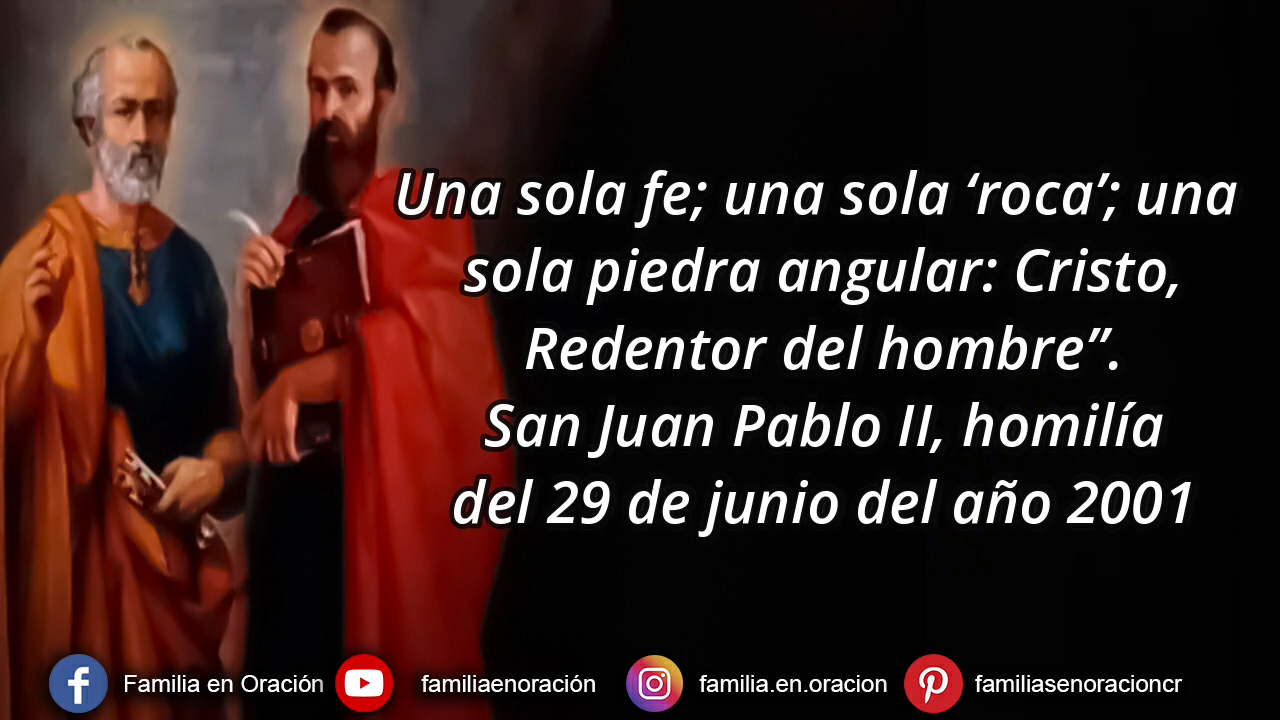 Una sola fe; una sola ‘roca’; una
sola piedra angular: Cristo,
Redentor del hombre”.
San Juan Pablo II, homilía
del 29 de junio del año 2001
Familia en Oración
familiaenoración
familia.en.oracion
familiasenoracioncr